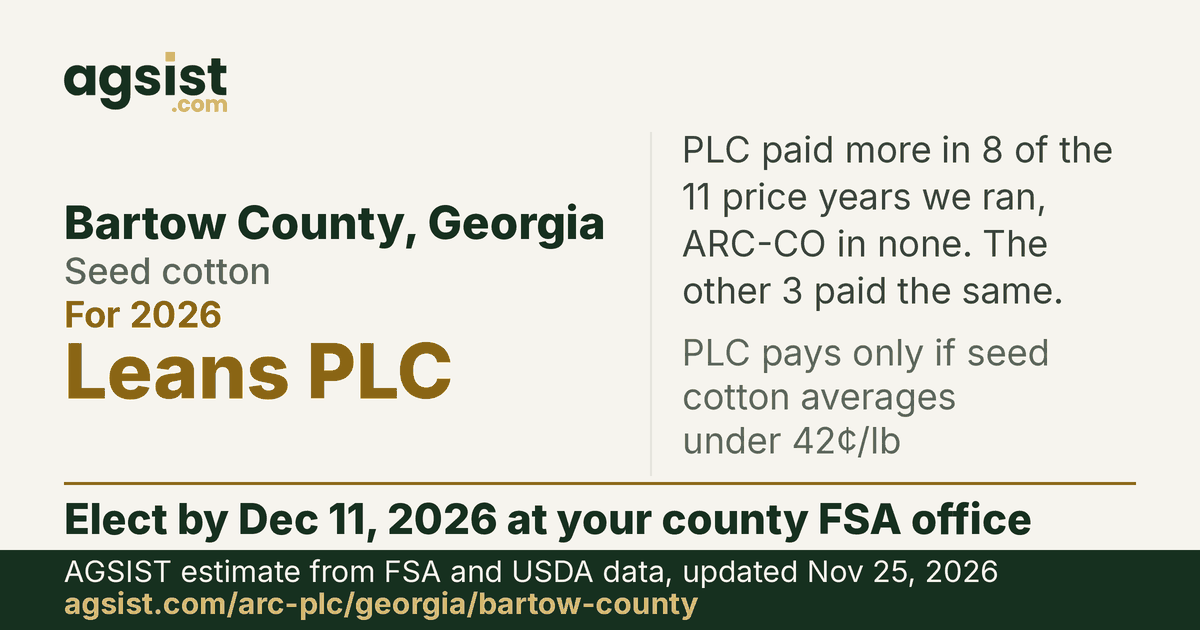 agsist
.com
Bartow County, Georgia
Seed cotton
For 2026
Leans PLC
PLC paid more in 8 of the
11 price years we ran,
ARC-CO in none. The
other 3 paid the same.
PLC pays only if seed
cotton averages
under 42¢/lb
Elect by Dec 11, 2026 at your county FSA office
AGSIST estimate from FSA and USDA data, updated Nov 25, 2026
agsist.com/arc-plc/georgia/bartow-county